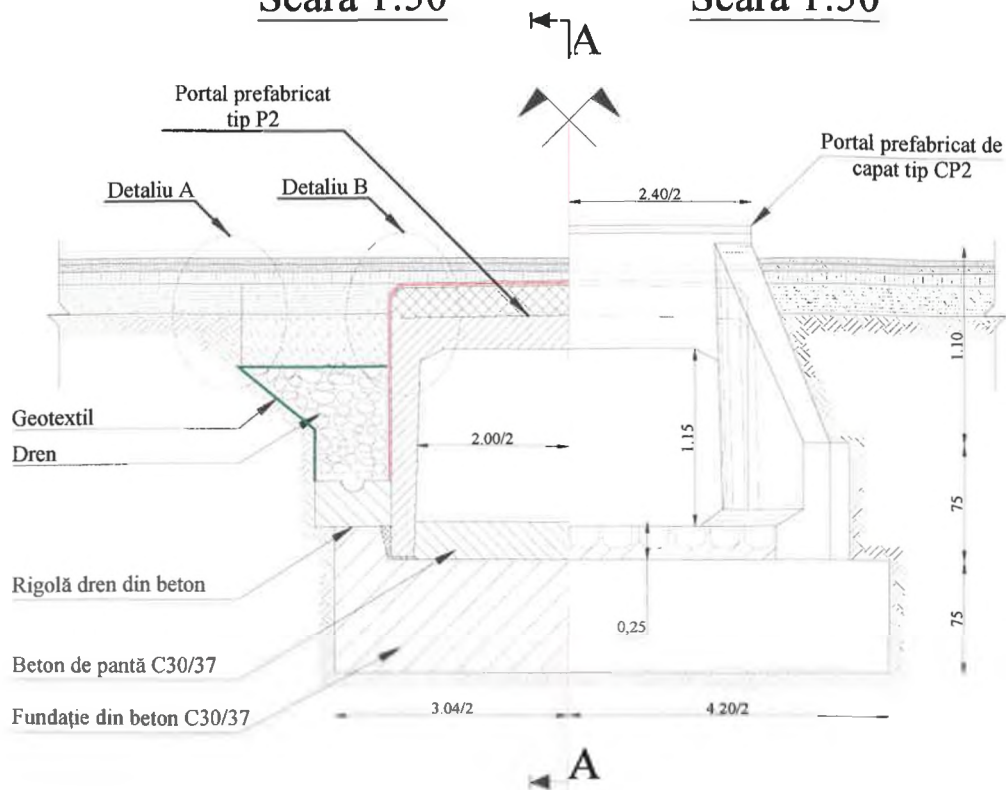 Scara 1:50
Scara 1:50
A
Portal prefabricat
tip P2
Portal prefabricat de
capat tip CP2
Detaliu A
Detaliu B
2.40/2
1.10
Geotextil
Dren
2.00/2
1.15
75
Rigolă dren din beton
0,25
75
Beton de pantă C30/37
Fundație din beton C30/37
3.04/2
4.20/2
A